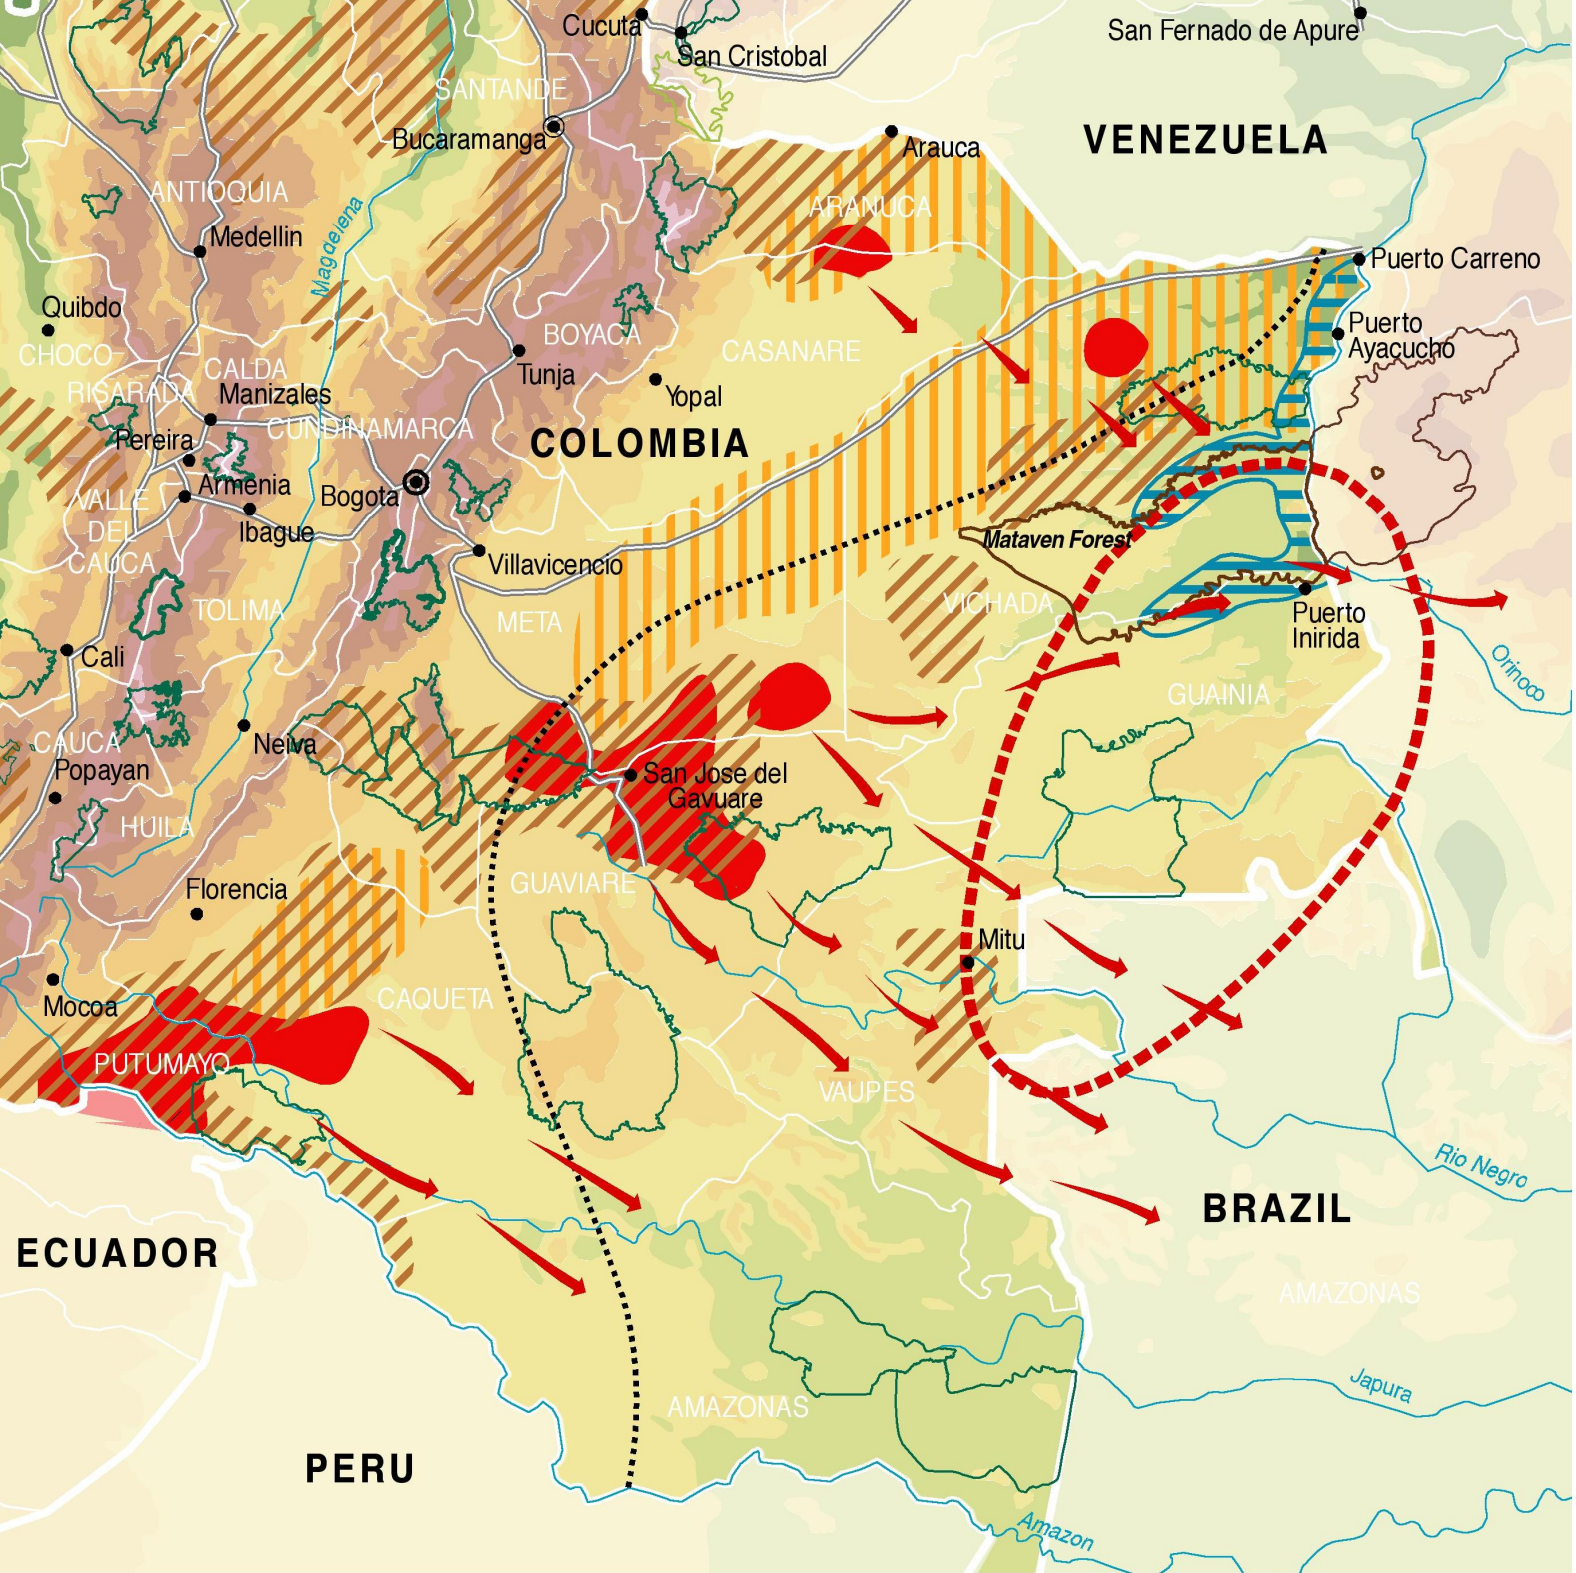 Cucuta
San Cristobal
San Fernado de Apure
SANTANDE
Bucaramanga
Arauca
VENEZUELA
ANTIOQUIA
Medellin
Magdelena
ARANUCA
Puerto Carreno
Quibdo
CHOCO
BOYACA
CASANARE
Puerto
Ayacucho
RISARADA
CALDA
Manizales
Tunja
Yopal
CUNDINAMARCA
Pereira
COLOMBIA
Armenia
Bogota
VALLE
DEL
CAUCA
Ibague
Villavicencio
Mataven Forest
TOLIMA
META
VICHADA
Puerto
Inirida
Cali
Orinoco
GUAINIA
CAUCA
Popayan
Neiva
San Jose del
Gavuare
HUILA
Florencia
GUAVIARE
Mitu
Mocoa
CAQUETA
PUTUMAYO
VAUPES
Rio Negro
BRAZIL
ECUADOR
AMAZONAS
Japura
AMAZONAS
PERU
Amazon